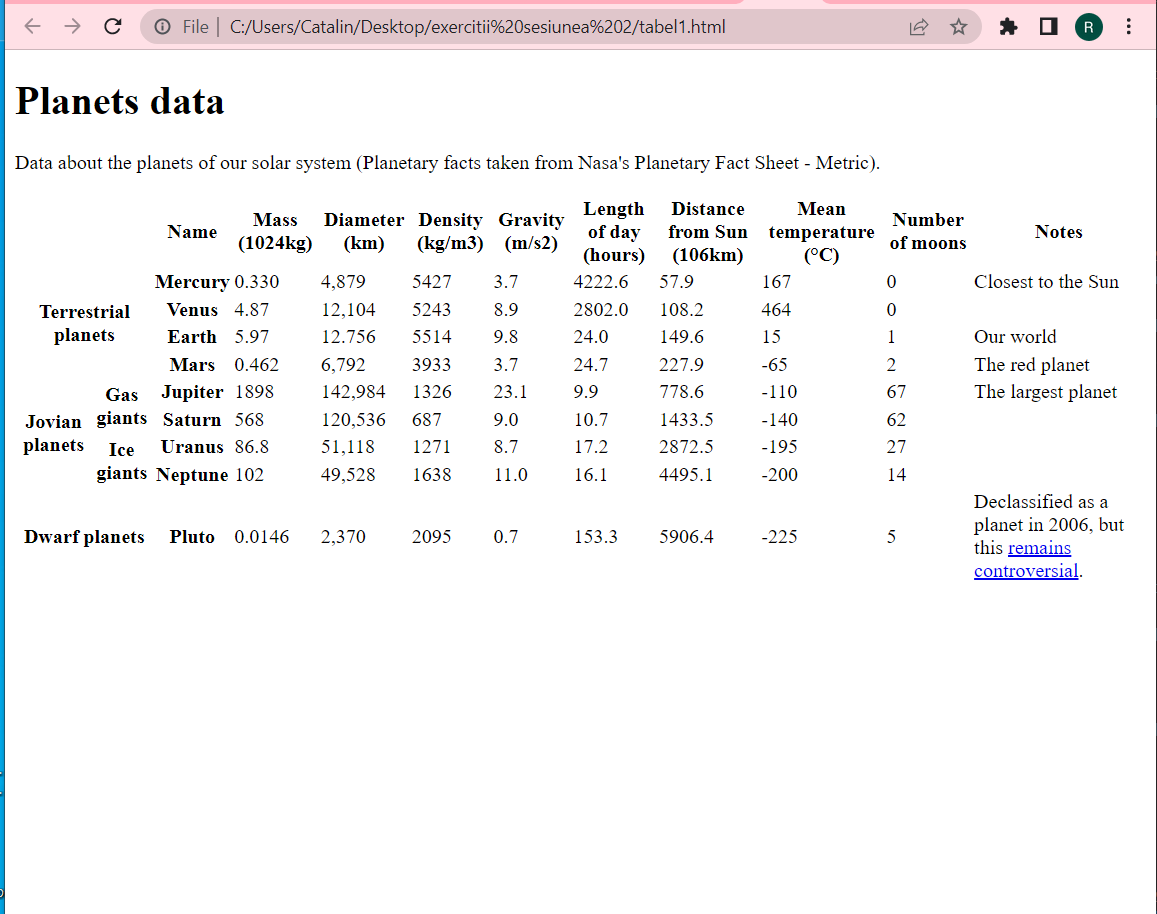 File | C:/Users/Catalin/Desktop/exercitii%20sesiunea%202/tabel1.html
R
Planets data
Data about the planets of our solar system (Planetary facts taken from Nasa's Planetary Fact Sheet - Metric).
Name Mass (1024kg) Diameter (km) Density (kg/m3) Gravity (m/s2) Length of day (hours) Distance from Sun (106km) Mean temperature (°C) Number of moons Notes
Terrestrial planets Mercury 0.330 4,879 5427 3.7 4222.6 57.9 167 0 Closest to the Sun
Venus 4.87 12,104 5243 8.9 2802.0 108.2 464 0
Earth 5.97 12.756 5514 9.8 24.0 149.6 15 1 Our world
Mars 0.462 6,792 3933 3.7 24.7 227.9 -65 2 The red planet
Jovian planets Gas giants Jupiter 1898 142,984 1326 23.1 9.9 778.6 -110 67 The largest planet
Saturn 568 120,536 687 9.0 10.7 1433.5 -140 62
Ice giants Uranus 86.8 51,118 1271 8.7 17.2 2872.5 -195 27
Neptune 102 49,528 1638 11.0 16.1 4495.1 -200 14
Dwarf planets Pluto 0.0146 2,370 2095 0.7 153.3 5906.4 -225 5 Declassified as a planet in 2006, but this remains controversial.